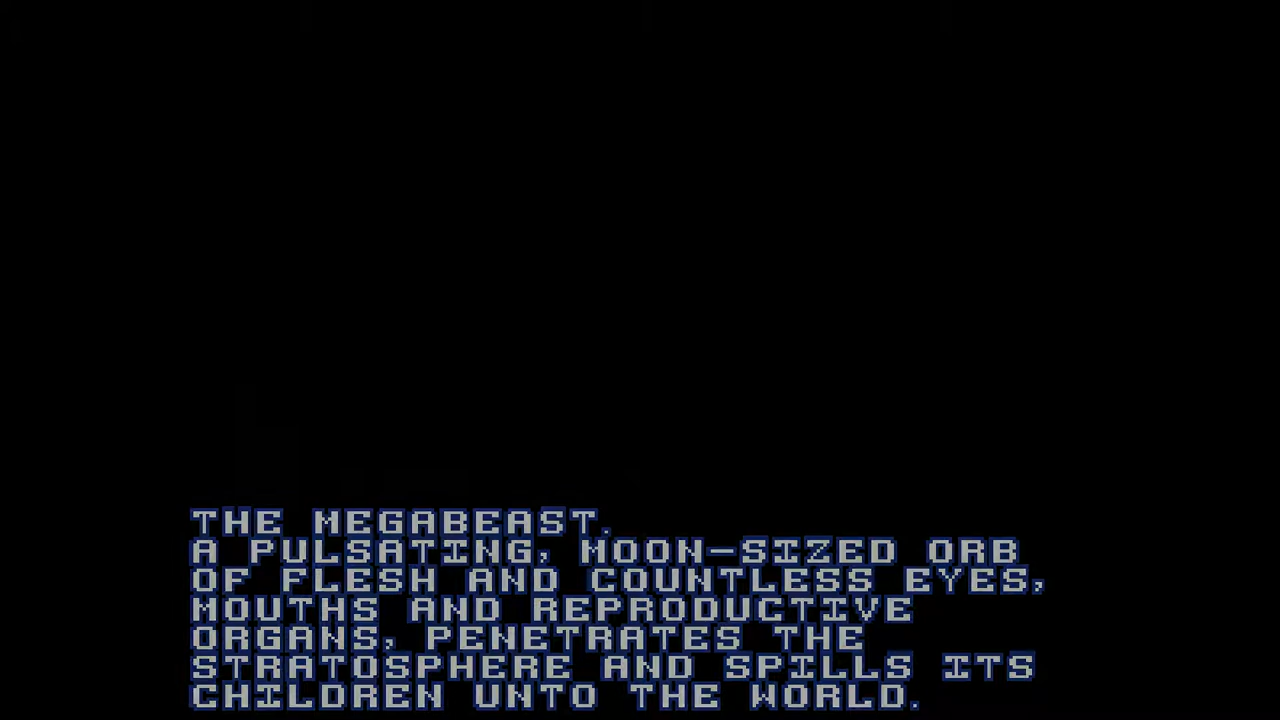 THE MEGABEAST.
A PULSATING, MOON-SIZED ORB
OF FLESH AND COUNTLESS EYES,
MOUTHS AND REPRODUCTIVE
ORGANS, PENETRATES THE
STRATOSPHERE AND SPILLS ITS
CHILDREN UNTO THE WORLD.